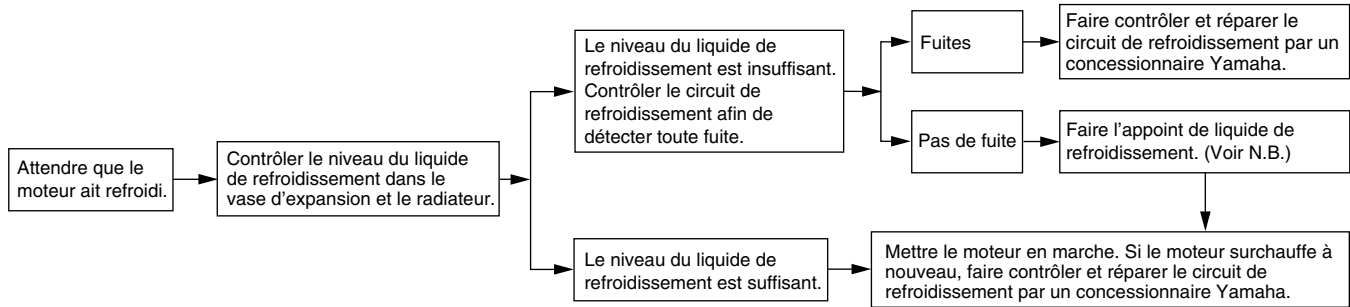 Attendre que le
moteur ait refroidi.
Contrôler le niveau du liquide
de refroidissement dans le
vase d'expansion et le radiateur.
Le niveau du liquide de
refroidissement est insuffisant.
Contrôler le circuit de
refroidissement afin de
détecter toute fuite.
Fuites
Faire contrôler et réparer le
circuit de refroidissement par un
concessionnaire Yamaha.
Pas de fuite
Faire l'appoint de liquide de
refroidissement. (Voir N.B.)
Le niveau du liquide de
refroidissement est suffisant.
Mettre le moteur en marche. Si le moteur surchauffe à
nouveau, faire contrôler et réparer le circuit de
refroidissement par un concessionnaire Yamaha.